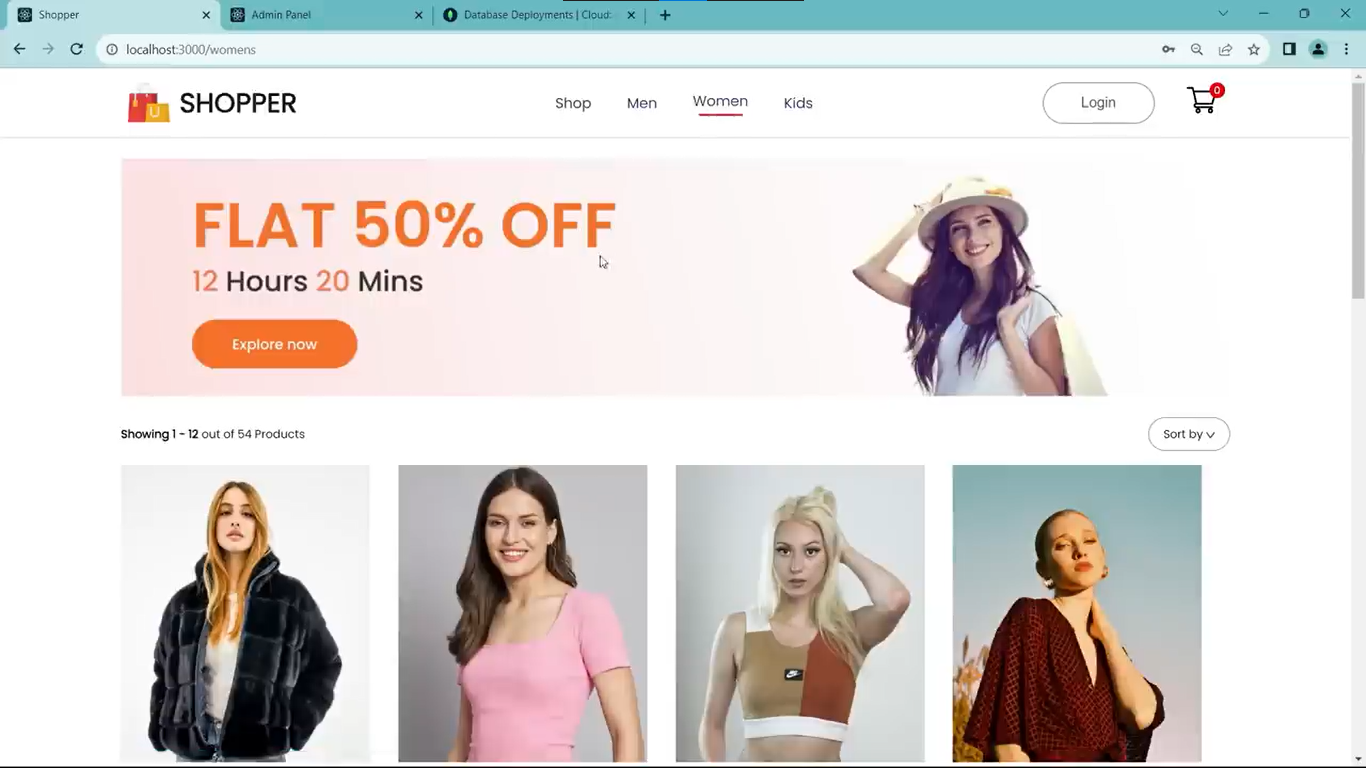 Shopper
Admin Panel
Database Deployments | Cloud:
localhost:3000/womens
SHOPPER
Shop
Men
Women
Kids
Login
0
FLAT 50% OFF
12 Hours 20 Mins
Explore now
Showing 1 - 12 out of 54 Products
Sort by